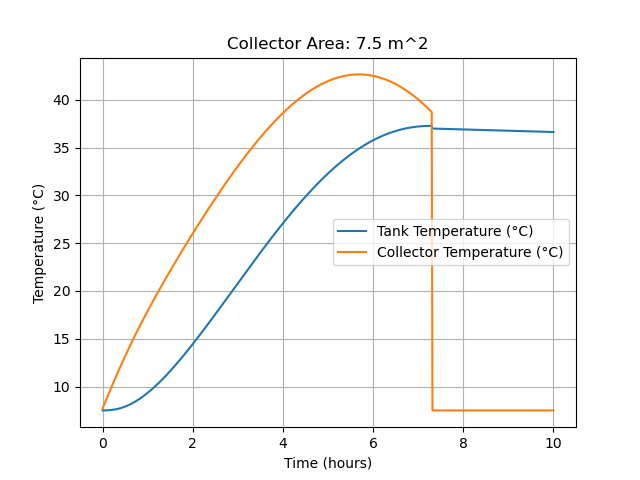 Collector Area: 7.5 m^2
Temperature (°C)
40
35
30
25
20
15
10
Tank Temperature (°C)
Collector Temperature (°C)
0
2
4
6
8
10
Time (hours)